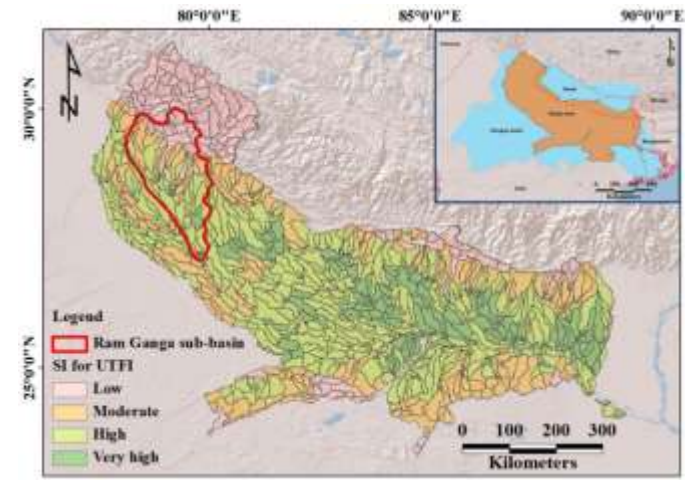 80°0'0"E 85°0'0"E 90°0'0"E
30°0'0"N
25°0'0"N
N
Legend
Ram Ganga sub-basin
SI for UTFI
Low
Moderate
High
Very high
0 100 200 300
Kilometers